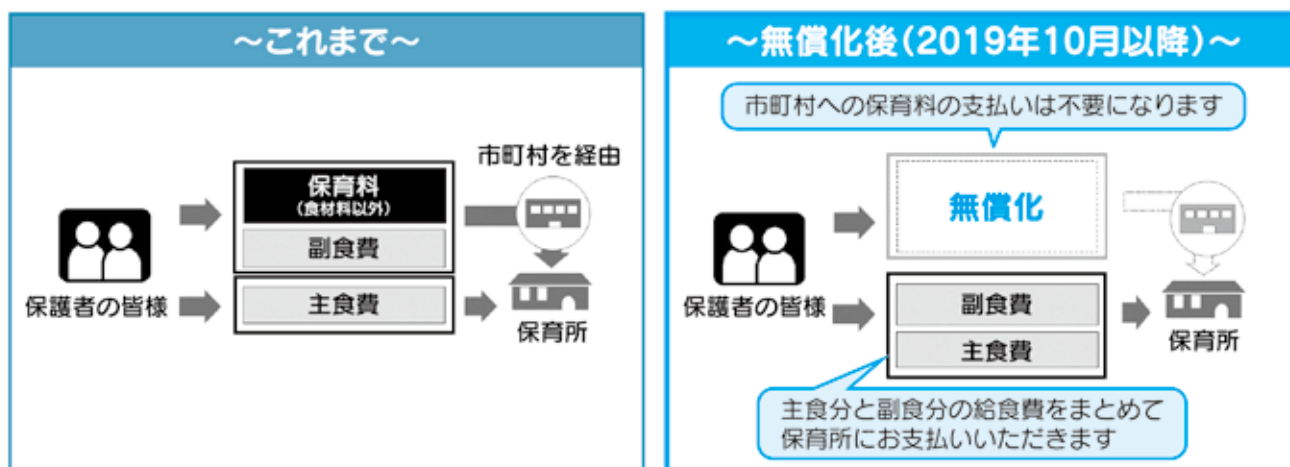 ～これまで～
市町村を経由
保育料
(食材料以外)
副食費
主食費
保護者の皆様
保育所
～無償化後(2019年10月以降)～
市町村への保育料の支払いは不要になります
無償化
副食費
主食費
保護者の皆様
保育所
主食分と副食分の給食費をまとめて
保育所にお支払いいただきます